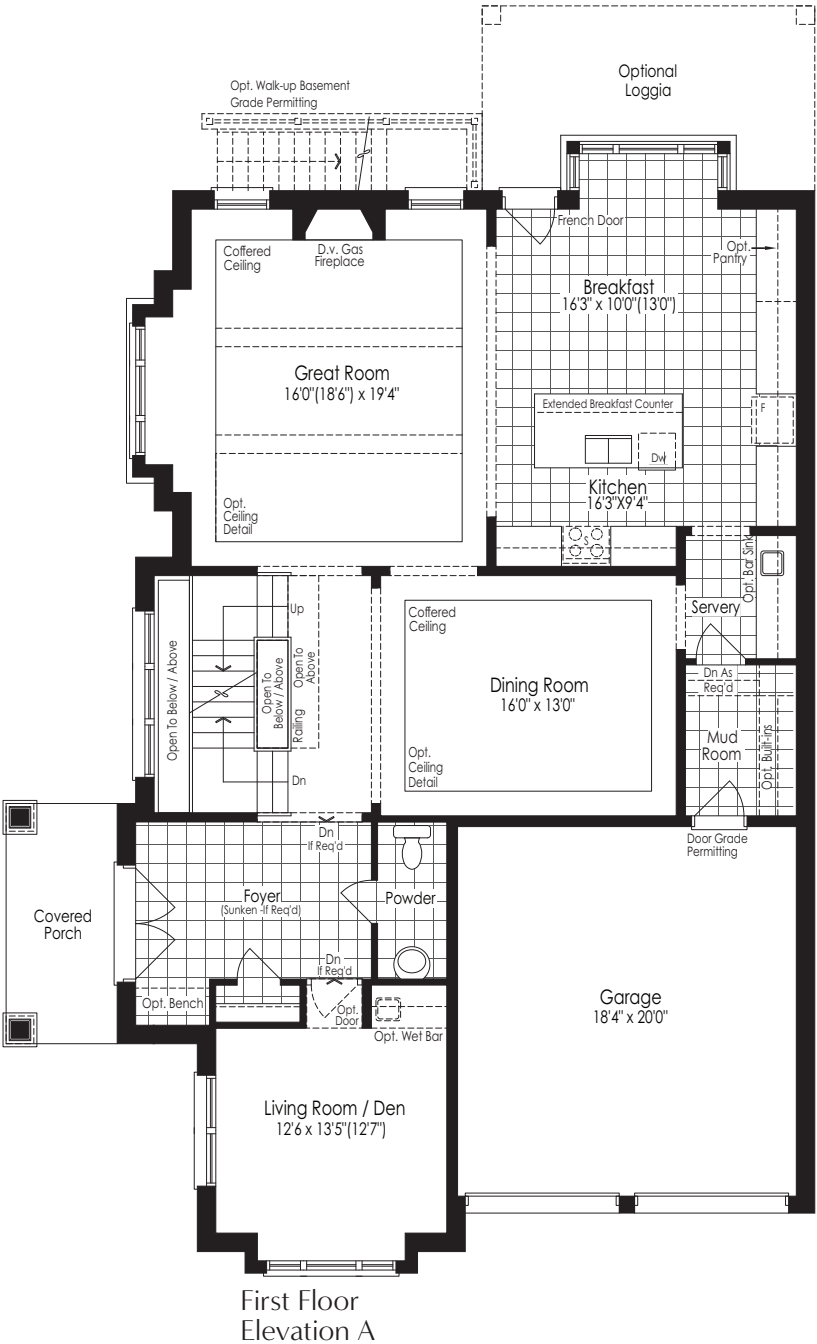 Optional
Loggia
Opt. Walk-up Basement
Grade Permitting
French Door
Coffered
Ceiling
D.v. Gas
Fireplace
Opt.
Pantry
Breakfast
16'3" x 10'0"(13'0")
Great Room
16'0"(18'6") x 19'4"
Extended Breakfast Counter
F
Dw
Kitchen
16'3"X9'4"
Opt.
Ceiling
Detail
S
Opt. Bar Sink
Servery
Up
Open To Below / Above
Open To
Below / Above
Open To
Above
Railing
Dn
Coffered
Ceiling
Dining Room
16'0" x 13'0"
Opt.
Ceiling
Detail
Dn As
Req'd
Mud
Room
Opt. Built-ins
Dn
If Req'd
Door Grade
Permitting
Foyer
(Sunken -If Req'd)
Powder
Covered
Porch
Dn
If Req'd
Opt. Bench
Opt.
Door
Opt. Wet Bar
Garage
18'4" x 20'0"
Living Room / Den
12'6 x 13'5"(12'7")
First Floor
Elevation A